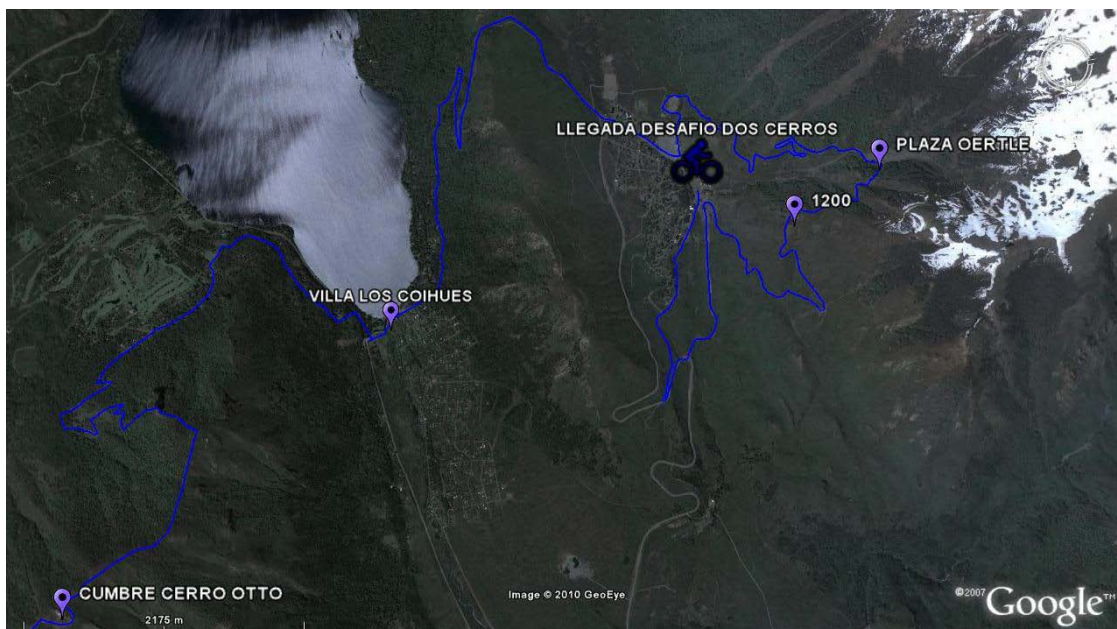 LLEGADA DESAFIO DOS CERROS
PLAZA OERTLE
1200
VILLA LOS COIHUES
CUMBRE CERRO OTTO
2175 m
Image © 2010 GeoEye
©2007 Google™